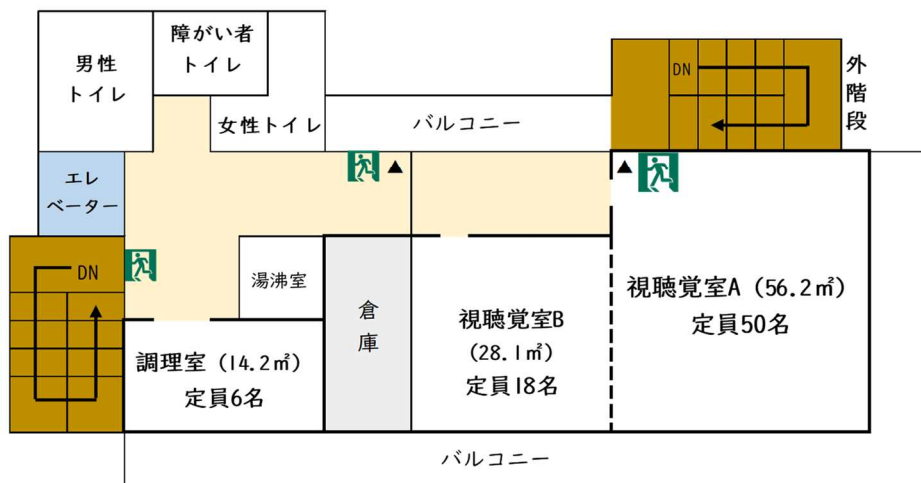 障がい者
トイレ
男性
トイレ
女性トイレ
バルコニー
DN
外階段
エレ
ベーター
DN
湯沸室
倉庫
視聴覚室A（56.2㎡）
定員50名
視聴覚室B
（28.1㎡）
定員18名
調理室（14.2㎡）
定員6名
バルコニー